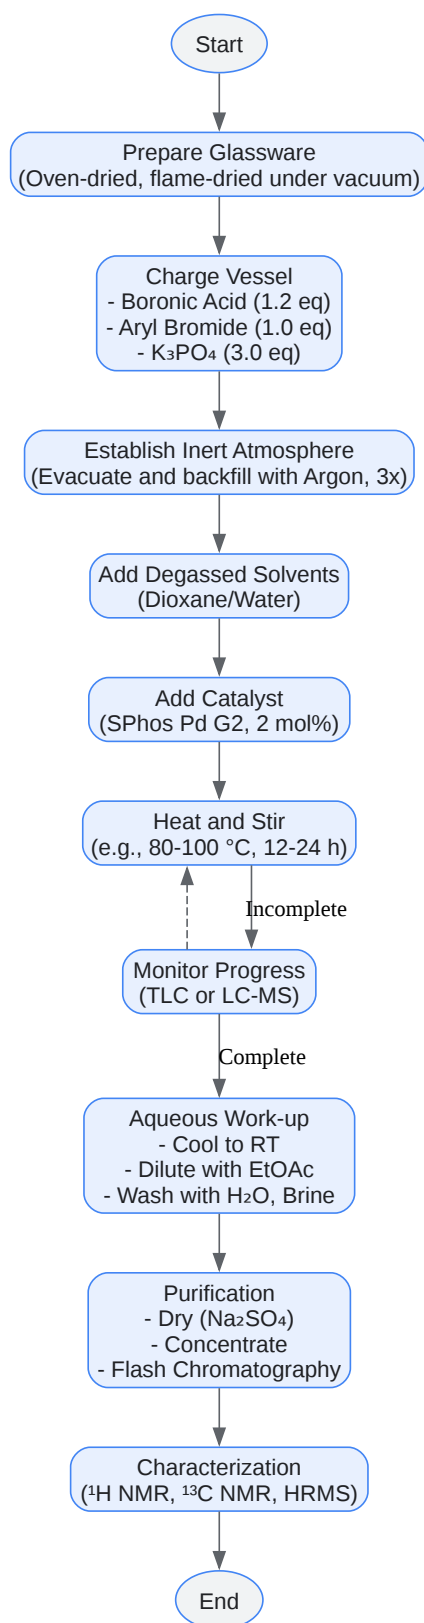 Start
Prepare Glassware
(Oven-dried, flame-dried under vacuum)
Charge Vessel
- Boronic Acid (1.2 eq)
- Aryl Bromide (1.0 eq)
- K₃PO₄ (3.0 eq)
Establish Inert Atmosphere
(Evacuate and backfill with Argon, 3x)
Add Degassed Solvents
(Dioxane/Water)
Add Catalyst
(SPhos Pd G2, 2 mol%)
Heat and Stir
(e.g., 80-100 °C, 12-24 h)
Incomplete
Monitor Progress
(TLC or LC-MS)
Complete
Aqueous Work-up
- Cool to RT
- Dilute with EtOAc
- Wash with H₂O, Brine
Purification
- Dry (Na₂SO₄)
- Concentrate
- Flash Chromatography
Characterization
(¹H NMR, ¹³C NMR, HRMS)
End